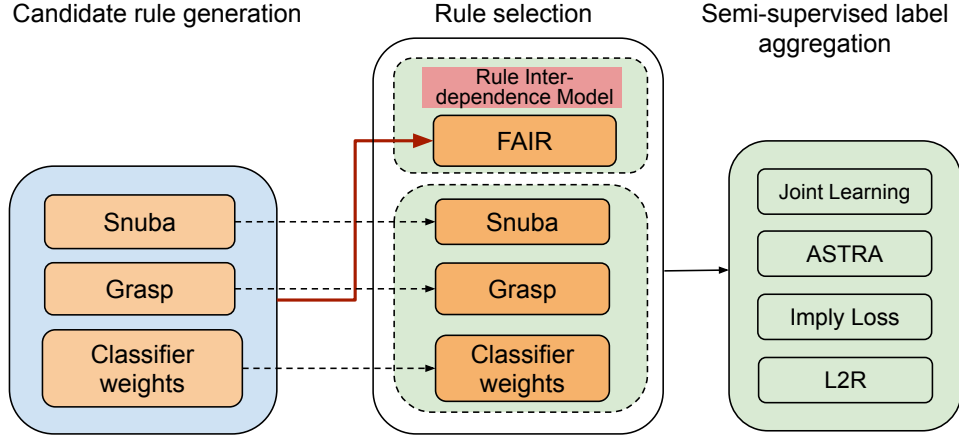 Candidate rule generation
Rule selection
Semi-supervised label
aggregation
Rule Inter-
dependence Model
FAIR
Snuba
Grasp
Classifier
weights
Snuba
Grasp
Classifier
weights
Joint Learning
ASTRA
Imply Loss
L2R